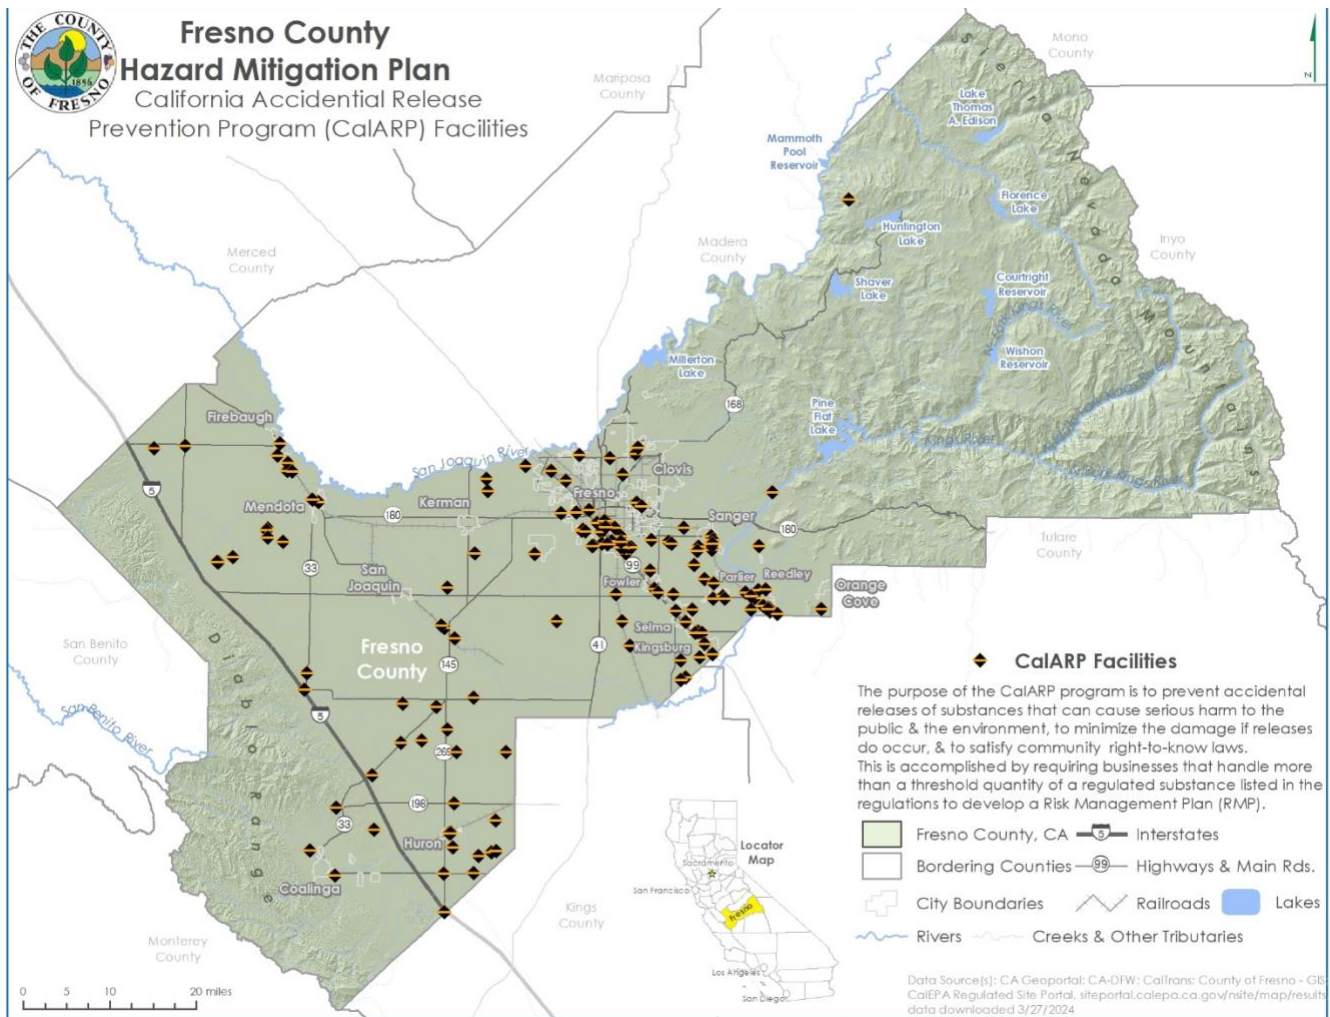 THE COUNTY OF FRESNO
1856
Fresno County
Hazard Mitigation Plan
California Accidential Release
Prevention Program (CalARP) Facilities
N
Mono
County
Mariposa
County
Lake
Thomas
A. Edison
Sierra Nevada Mountains
Mammoth
Pool
Reservoir
Florence
Lake
Huntington
Lake
Merced
County
Madera
County
Inyo
County
Shaver
Lake
Courtright
Reservoir
Wishon
Reservoir
Millerton
Lake
168
Pine
Flat
Lake
Kings River
Firebaugh
San Joaquin River
Clovis
5
Mendota
Kerman
Fresno
Sanger
180
180
Tulare
County
33
San
Joaquin
99
Fowler
Parlier
Reedley
Orange
Cove
San Benito
County
Diablo Range
Fresno
County
Selma
Kingsburg
41
145
San Benito
River
5
269
198
33
Huron
Coalinga
Kings
County
Monterey
County
CalARP Facilities
The purpose of the CalARP program is to prevent accidental
releases of substances that can cause serious harm to the
public & the environment, to minimize the damage if releases
do occur, & to satisfy community right-to-know laws.
This is accomplished by requiring businesses that handle more
than a threshold quantity of a regulated substance listed in the
regulations to develop a Risk Management Plan (RMP).
Fresno County, CA
5 Interstates
Bordering Counties
99 Highways & Main Rds.
City Boundaries
Railroads
Lakes
Rivers
Creeks & Other Tributaries
Locator
Map
Sacramento
San Francisco
Fresno
Los Angeles
San Diego
0 5 10 20 miles
Data Source(s): CA Geoportal; CA-DFW; CalTrans; County of Fresno - GIS
CalEPA Regulated Site Portal, siteportal.calepa.ca.gov/nsite/map/results
data downloaded 3/27/2024